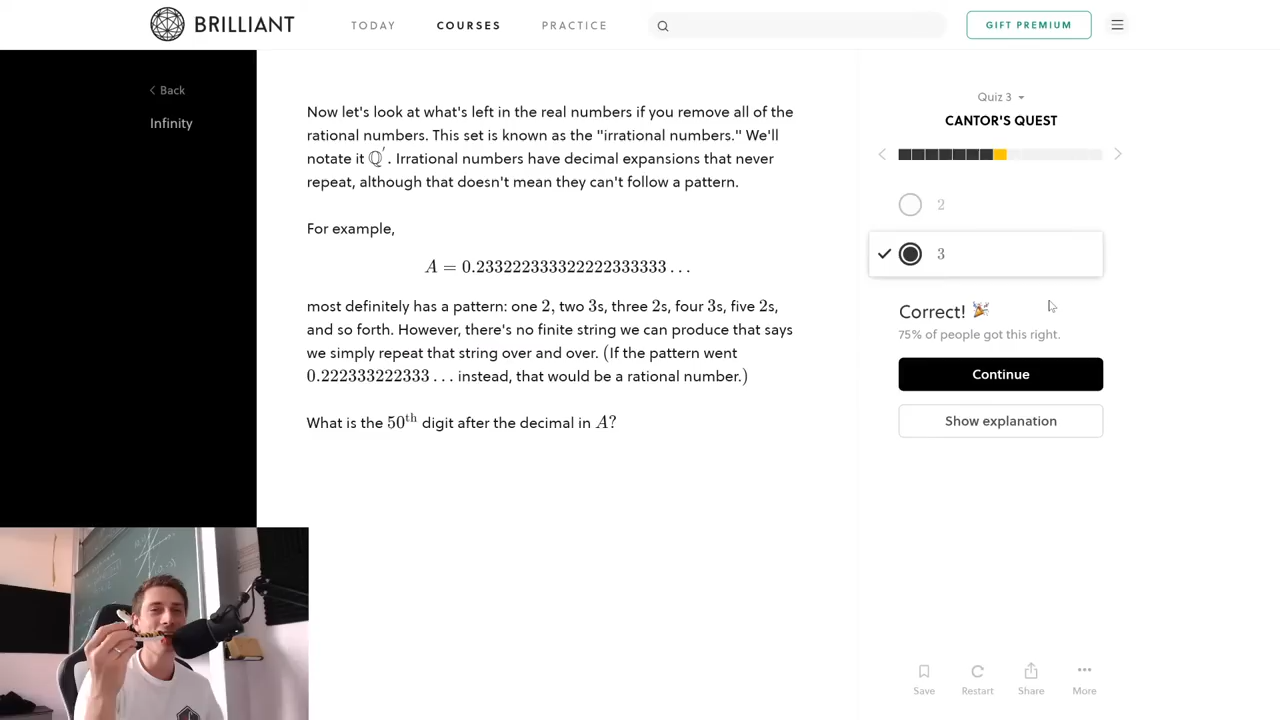 BRILLIANT
TODAY
COURSES
PRACTICE
GIFT PREMIUM
Back
Infinity
Now let's look at what's left in the real numbers if you remove all of the
rational numbers. This set is known as the "irrational numbers." We'll
notate it ℚ′. Irrational numbers have decimal expansions that never
repeat, although that doesn't mean they can't follow a pattern.
For example,
A = 0.233222333322222333333...
most definitely has a pattern: one 2, two 3s, three 2s, four 3s, five 2s,
and so forth. However, there's no finite string we can produce that says
we simply repeat that string over and over. (If the pattern went
0.222333222333... instead, that would be a rational number.)
What is the 50th digit after the decimal in A?
Quiz 3
CANTOR'S QUEST
2
3
Correct! 🎉
75% of people got this right.
Continue
Show explanation
Save
Restart
Share
More